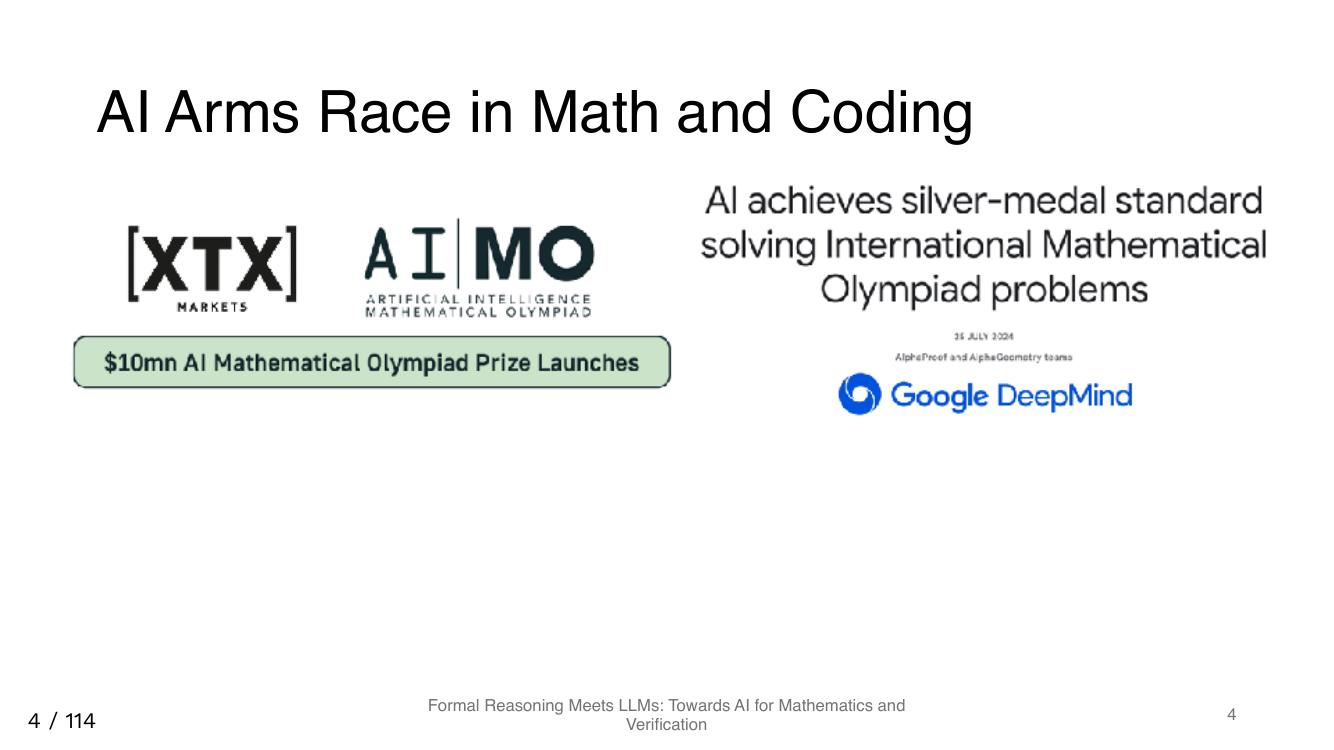 AI Arms Race in Math and Coding
[XTX]
MARKETS
AI|MO
ARTIFICIAL INTELLIGENCE
MATHEMATICAL OLYMPIAD
$10mn AI Mathematical Olympiad Prize Launches
AI achieves silver-medal standard
solving International Mathematical
Olympiad problems
25 JULY 2024
AlphaProof and AlphaGeometry teams
Google DeepMind
Formal Reasoning Meets LLMs: Towards AI for Mathematics and
Verification
4 / 114
4